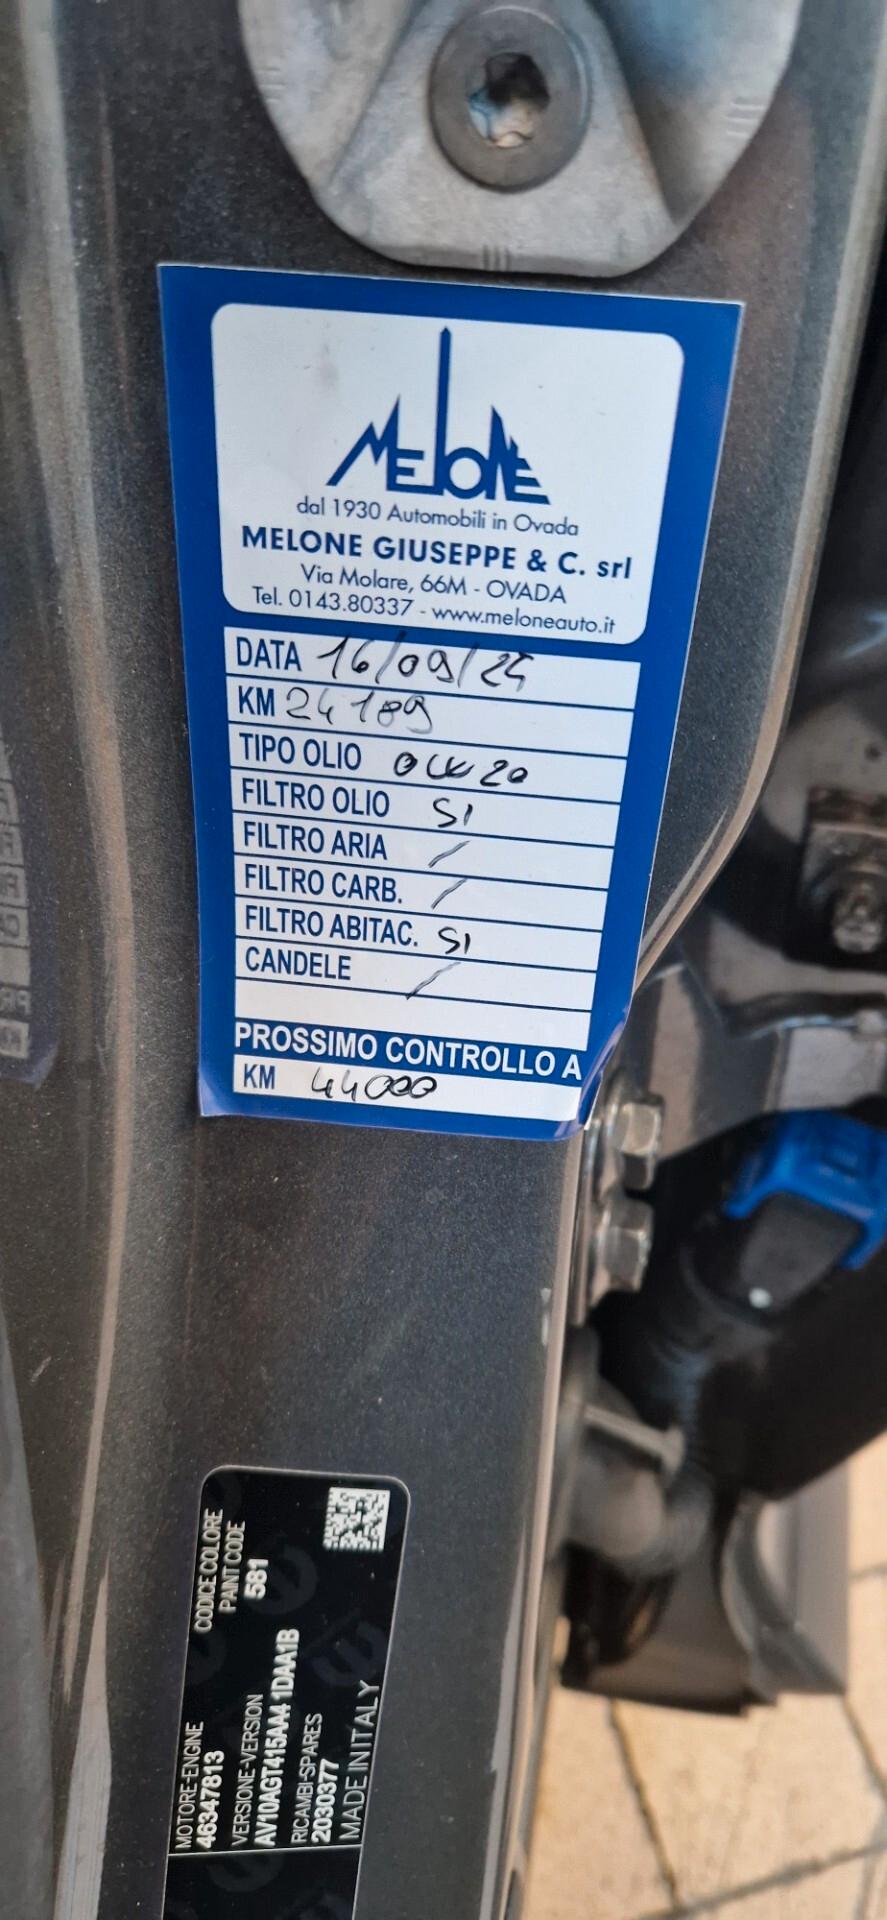 MELONE
dal 1930 Automobili in Ovada
MELONE GIUSEPPE & C. srl
Via Molare, 66M - OVADA
Tel. 0143.80337 - www.meloneauto.it
DATA 16/09/24
KM 24189
TIPO OLIO 0W20
FILTRO OLIO SI
FILTRO ARIA /
FILTRO CARB. /
FILTRO ABITAC. SI
CANDELE /
PROSSIMO CONTROLLO A
KM 44000
MOTORE-ENGINE
46347813
CODICE COLORE
PAINT CODE
581
VERSIONE-VERSION
AV10AGT415AA4 1DAA1B
RICAMBI-SPARES
2030377
MADE IN ITALY